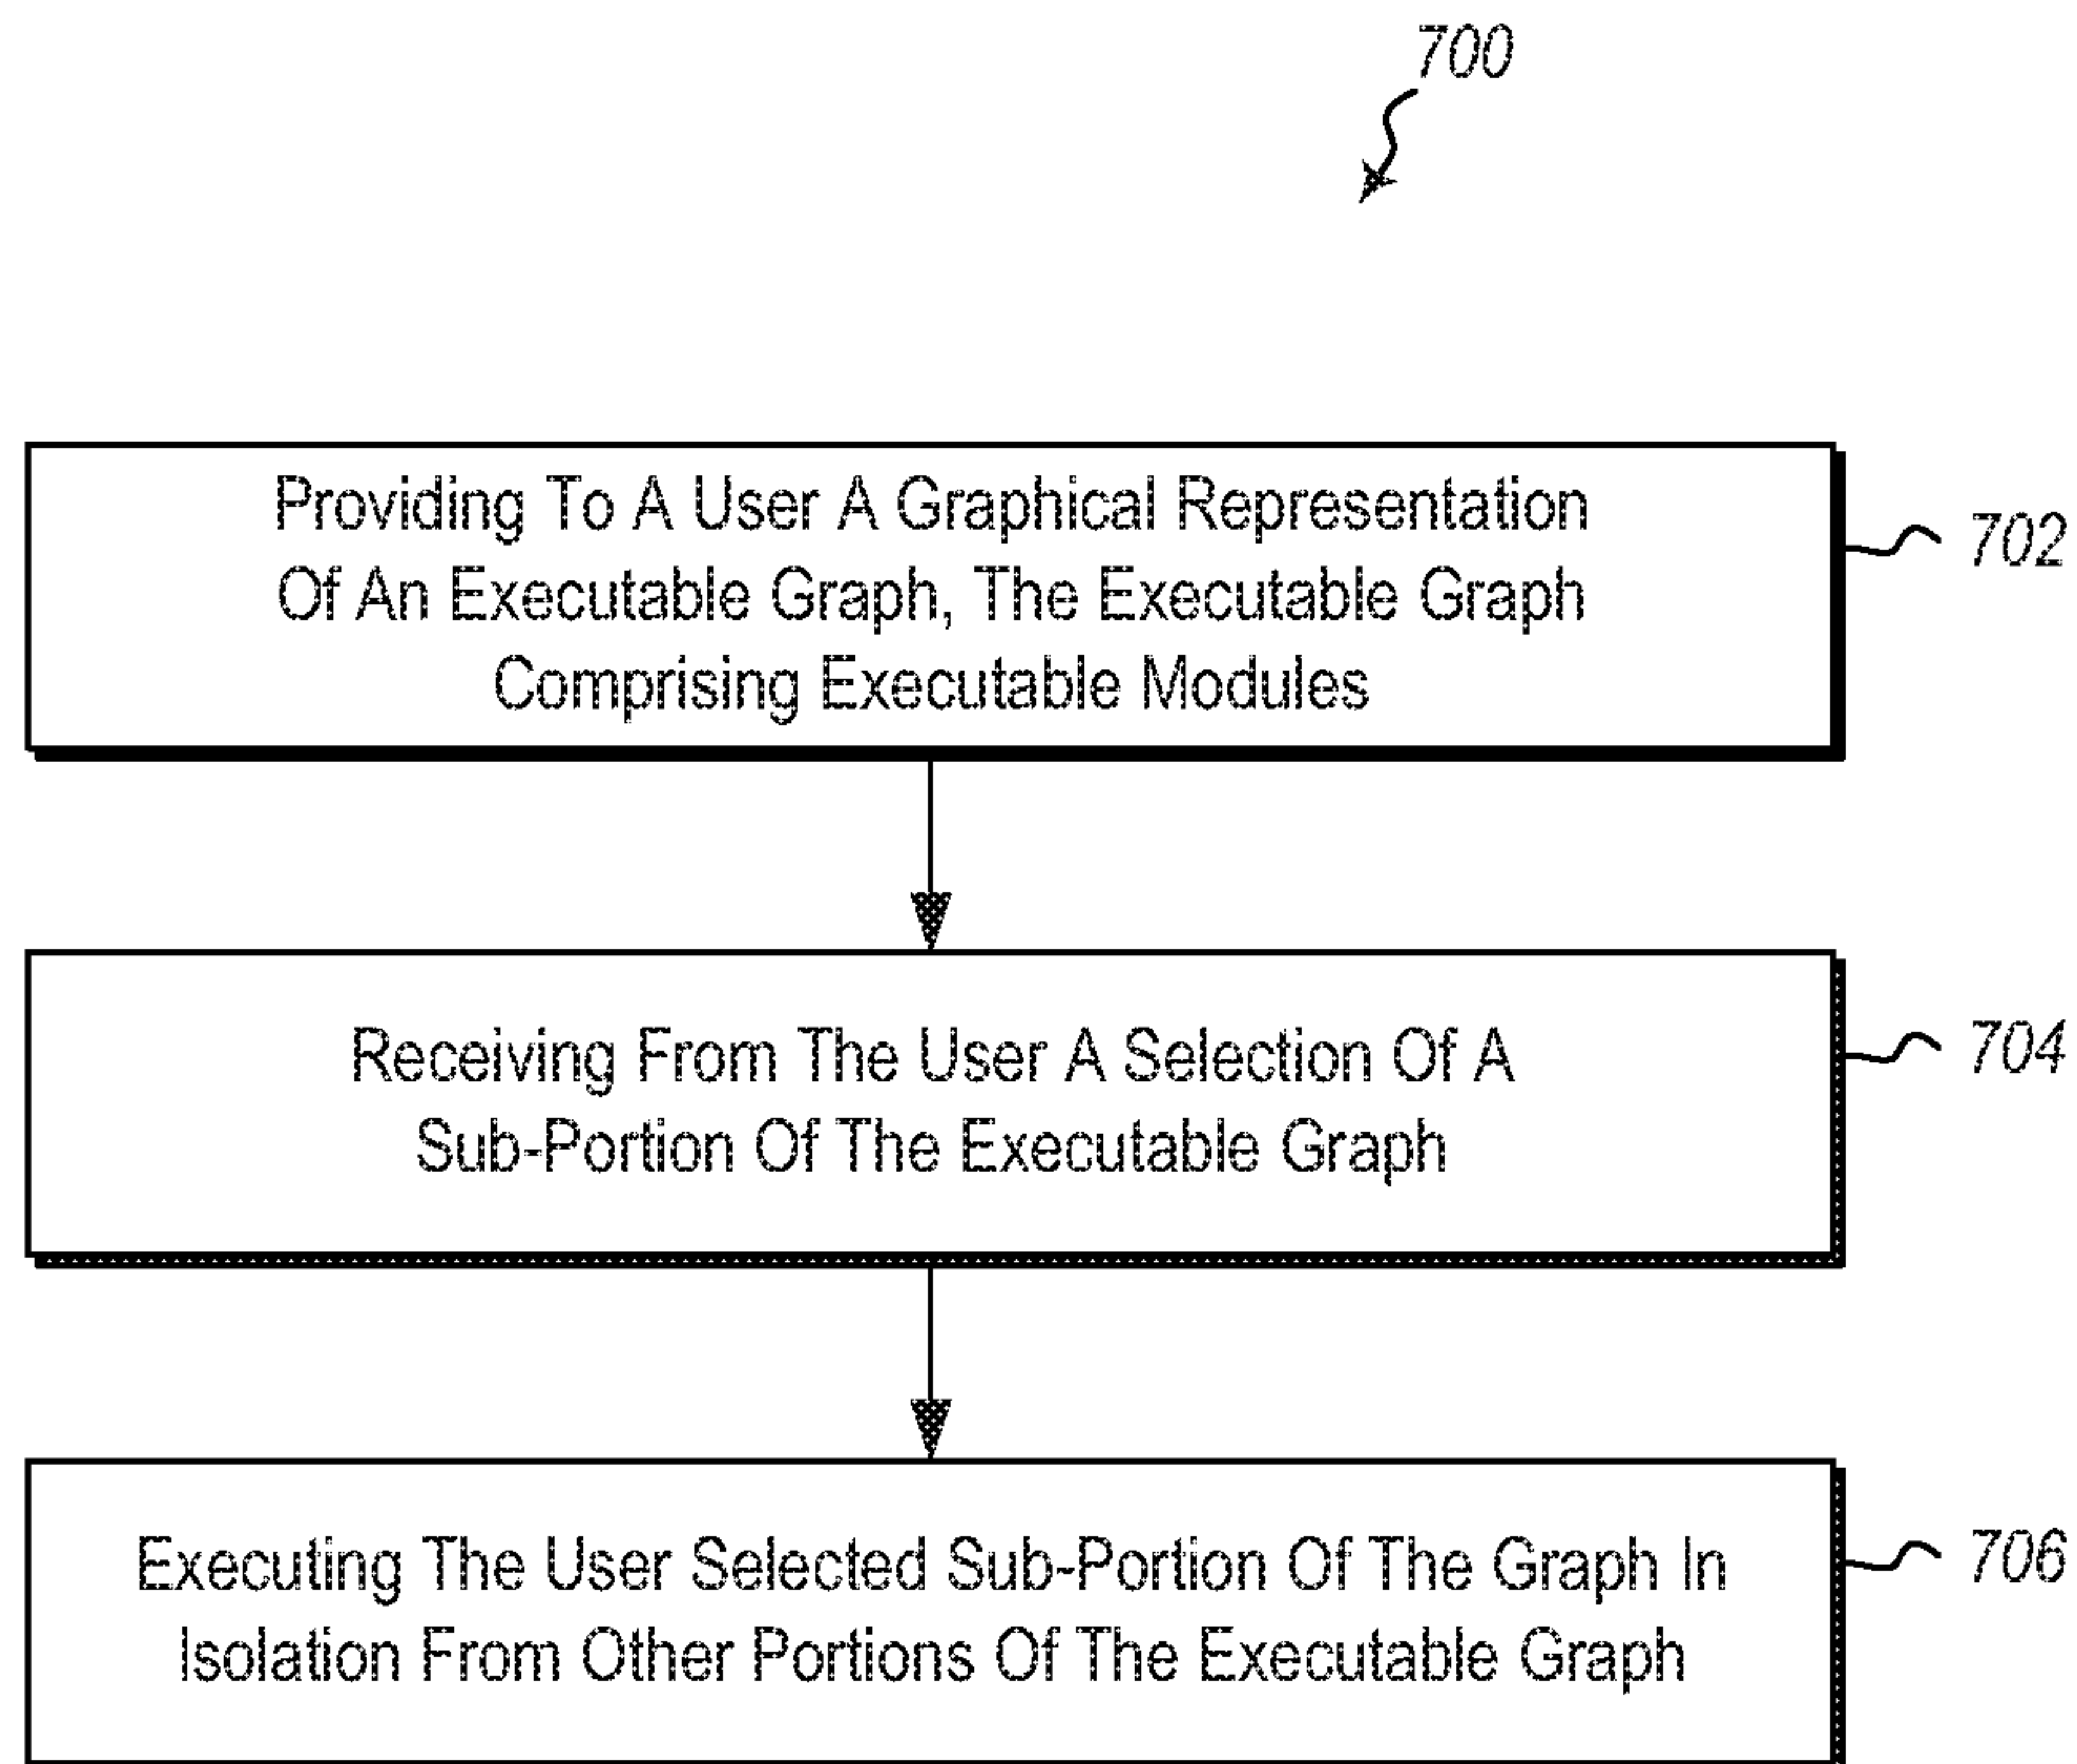 700
Providing To A User A Graphical Representation
Of An Executable Graph, The Executable Graph
Comprising Executable Modules
702
Receiving From The User A Selection Of A
Sub-Portion Of The Executable Graph
704
Executing The User Selected Sub-Portion Of The Graph In
Isolation From Other Portions Of The Executable Graph
706